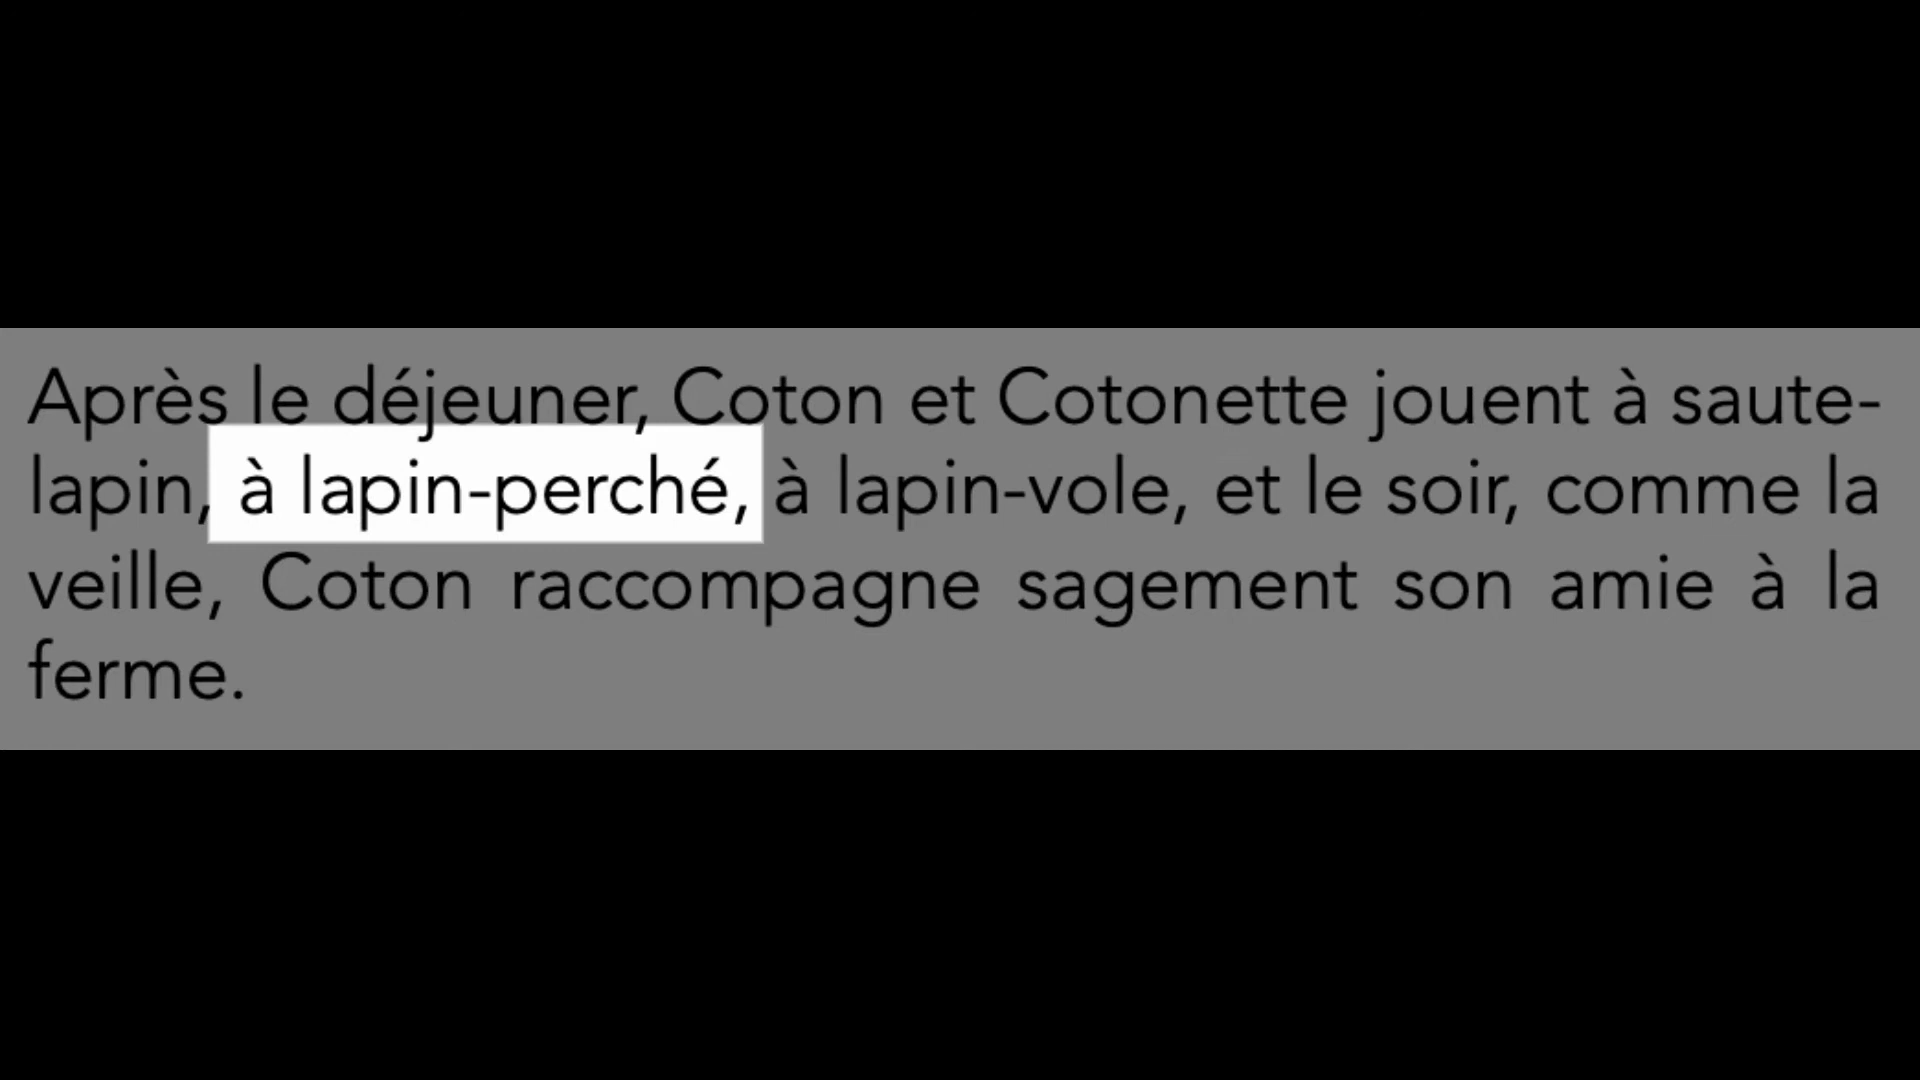 Après le déjeuner, Coton et Cotonette jouent à saute-
lapin, à lapin-perché, à lapin-vole, et le soir, comme la
veille, Coton raccompagne sagement son amie à la
ferme.